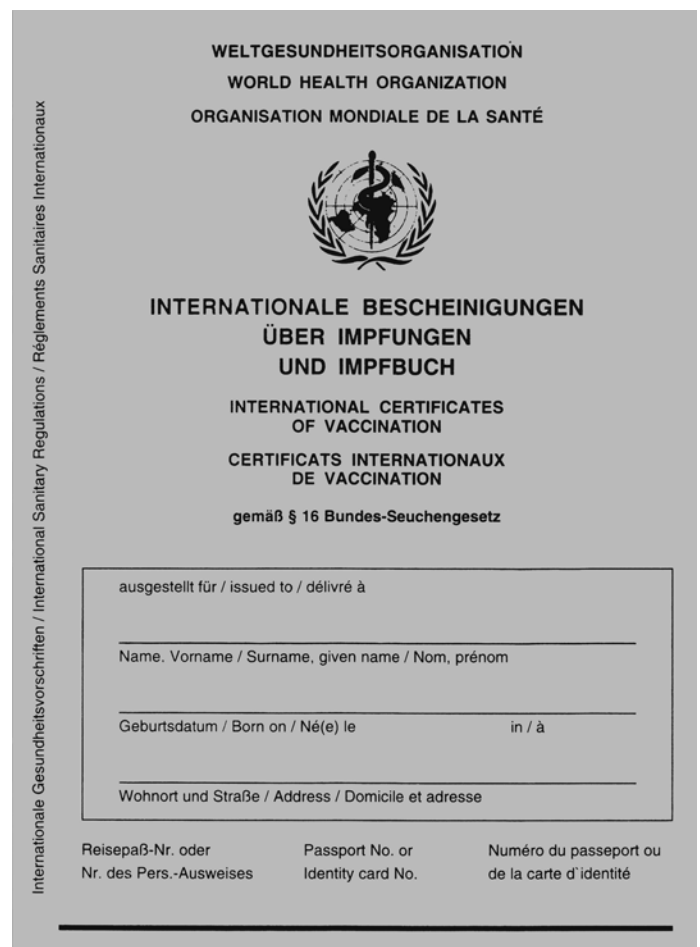 WELTGESUNDHEITSORGANISATION
WORLD HEALTH ORGANIZATION
ORGANISATION MONDIALE DE LA SANTÉ
INTERNATIONALE BESCHEINIGUNGEN
ÜBER IMPFUNGEN
UND IMPFBUCH
INTERNATIONAL CERTIFICATES
OF VACCINATION
CERTIFICATS INTERNATIONAUX
DE VACCINATION
gemäß § 16 Bundes-Seuchengesetz
ausgestellt für / issued to / délivré à
Name. Vorname / Surname, given name / Nom, prénom
Geburtsdatum / Born on / Né(e) le in / à
Wohnort und Straße / Address / Domicile et adresse
Reisepaß-Nr. oder Passport No. or Numéro du passeport ou
Nr. des Pers.-Ausweises Identity card No. de la carte d`identité
Internationale Gesundheitsvorschriften / International Sanitary Regulations / Réglements Sanitaires Internationaux